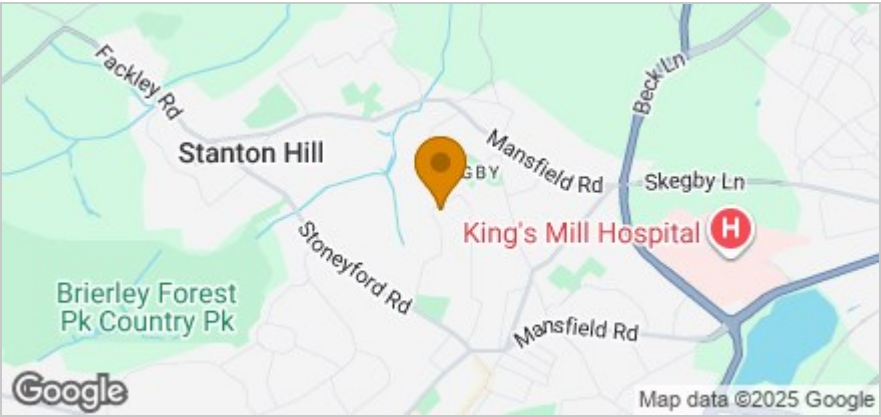 Fackley Rd
Beck Ln
Stanton Hill
Mansfield Rd
GBY
Skegby Ln
King's Mill Hospital
H
Stoneyford Rd
Brierley Forest
Pk Country Pk
Mansfield Rd
Google
Map data ©2025 Google